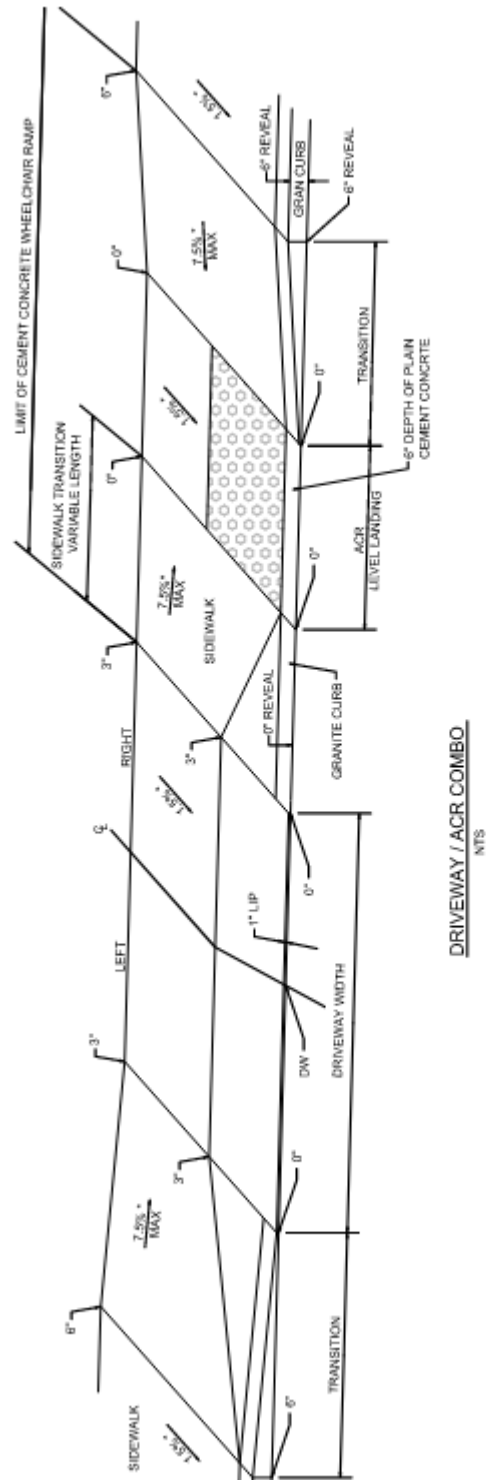 LIMIT OF CEMENT CONCRETE WHEELCHAIR RAMP
SIDEWALK TRANSITION
VARIABLE LENGTH
6"
3"
LEFT
℄
RIGHT
3"
0"
0"
6"
SIDEWALK
1.5% *
7.5% *
MAX
3"
1.5% *
3"
7.5% *
MAX
SIDEWALK
1.5% *
7.5% *
MAX
1.5% *
6"
0"
DW
1" LIP
0"
0" REVEAL
0"
0"
6" REVEAL
GRAN CURB
6" REVEAL
TRANSITION
DRIVEWAY WIDTH
GRANITE CURB
ACR
LEVEL LANDING
TRANSITION
6" DEPTH OF PLAIN
CEMENT CONCRTE
DRIVEWAY / ACR COMBO
NTS